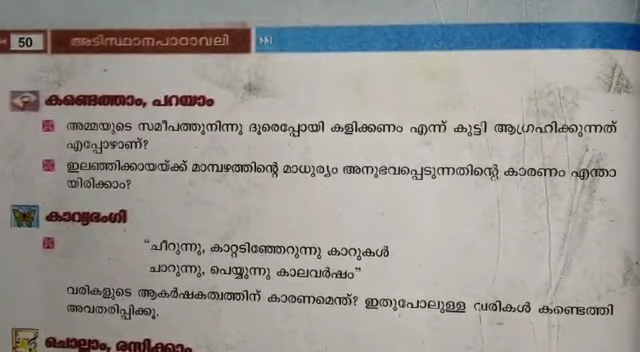 50 അടിസ്ഥാനപാഠാവലി
കണ്ടെത്താം, പറയാം
അമ്മയുടെ സമീപത്തുനിന്നു ദൂരെപ്പോയി കളിക്കണം എന്ന് കുട്ടി ആഗ്രഹിക്കുന്നത്
എപ്പോഴാണ്?
ഇലഞ്ഞിക്കായയ്ക്ക് മാമ്പഴത്തിന്റെ മാധുര്യം അനുഭവപ്പെടുന്നതിന്റെ കാരണം എന്താ
യിരിക്കാം?
കാവ്യഭംഗി
“ചീറുന്നു, കാറ്റടിഞ്ഞേറുന്നു കാറുകൾ
ചാറുന്നു, പെയ്യുന്നു കാലവർഷം”
വരികളുടെ ആകർഷകത്വത്തിന് കാരണമെന്ത്? ഇതുപോലുള്ള വരികൾ കണ്ടെത്തി
അവതരിപ്പിക്കൂ.
ചൊല്ലാം, രസിക്കാം